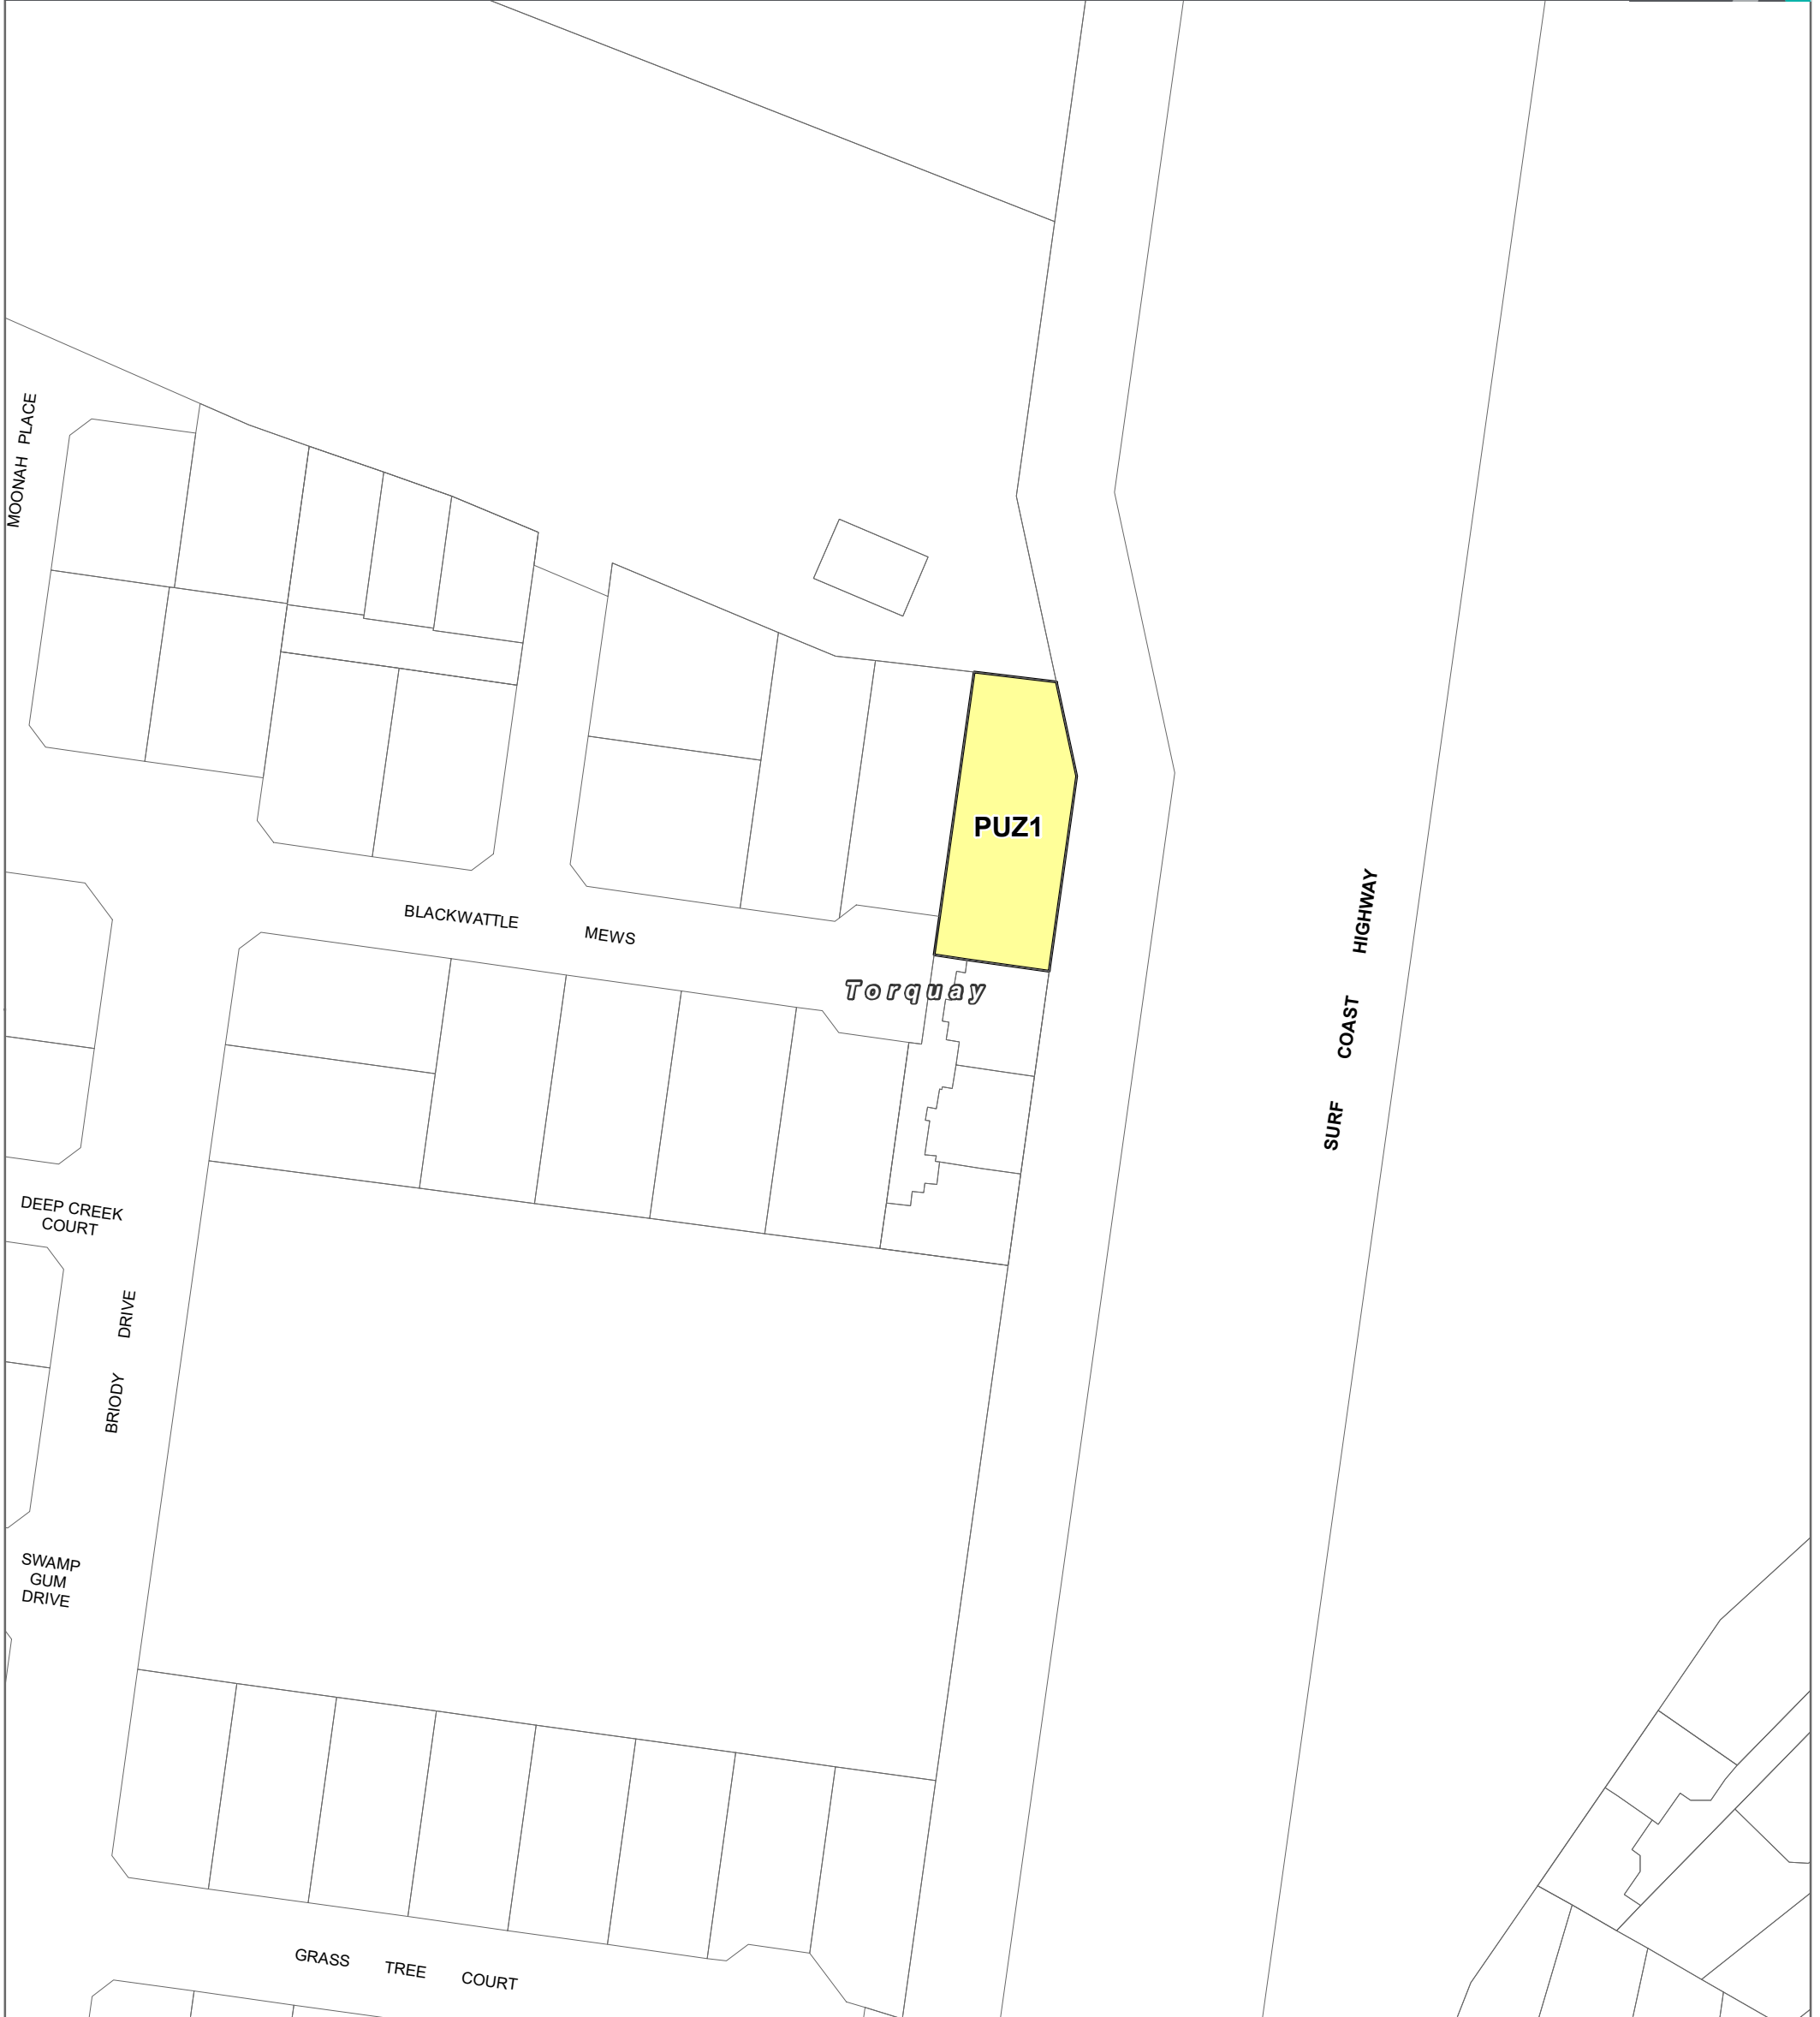 MOONAH PLACE
PUZ1
BLACKWATTLE MEWS
Torquay
SURF COAST HIGHWAY
DEEP CREEK
COURT
BRIODY DRIVE
SWAMP
GUM
DRIVE
GRASS TREE COURT